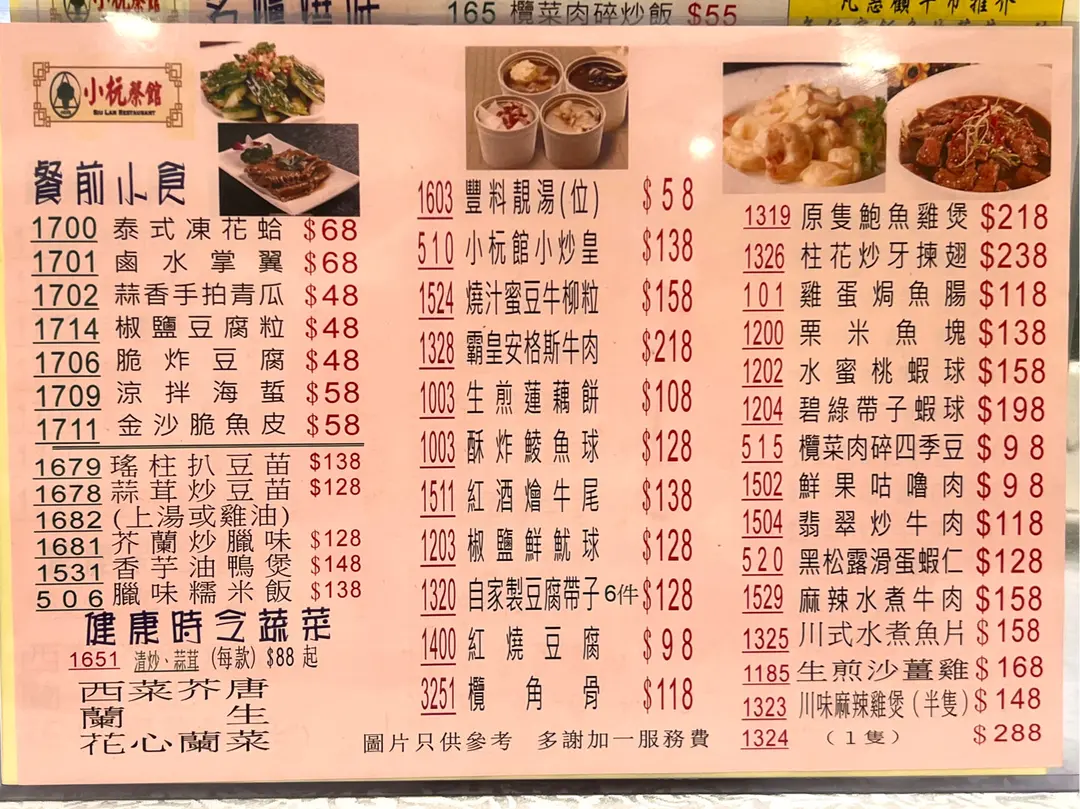 165 欖菜肉碎炒飯 $55
小杬餐館
SIU LAM RESTAURANT
餐前小食
1700 泰式凍花蛤 $68
1701 鹵水掌翼 $68
1702 蒜香手拍青瓜 $48
1714 椒鹽豆腐粒 $48
1706 脆炸豆腐 $48
1709 涼拌海蜇 $58
1711 金沙脆魚皮 $58
1679 瑤柱扒豆苗 $138
1678 蒜茸炒豆苗 $128
1682 (上湯或雞油)
1681 芥蘭炒臘味 $128
1531 香芋油鴨煲 $148
506 臘味糯米飯 $138
健康時令蔬菜
1651 清炒、蒜茸 (每款) $88 起
西菜芥唐
蘭 生
花心蘭菜
1603 豐料靚湯(位) $58
510 小杬館小炒皇 $138
1524 燒汁蜜豆牛柳粒 $158
1328 霸皇安格斯牛肉 $218
1003 生煎蓮藕餅 $108
1003 酥炸鯪魚球 $128
1511 紅酒燴牛尾 $138
1203 椒鹽鮮魷球 $128
1320 自家製豆腐帶子6件 $128
1400 紅燒豆腐 $98
3251 欖角骨 $118
圖片只供參考 多謝加一服務費
1319 原隻鮑魚雞煲 $218
1326 桂花炒牙揀翅 $238
101 雞蛋焗魚腸 $118
1200 粟米魚塊 $138
1202 水蜜桃蝦球 $158
1204 碧綠帶子蝦球 $198
515 欖菜肉碎四季豆 $98
1502 鮮果咕嚕肉 $98
1504 翡翠炒牛肉 $118
520 黑松露滑蛋蝦仁 $128
1529 麻辣水煮牛肉 $158
1325 川式水煮魚片 $158
1185 生煎沙薑雞 $168
1323 川味麻辣雞煲(半隻) $148
1324 (1隻) $288